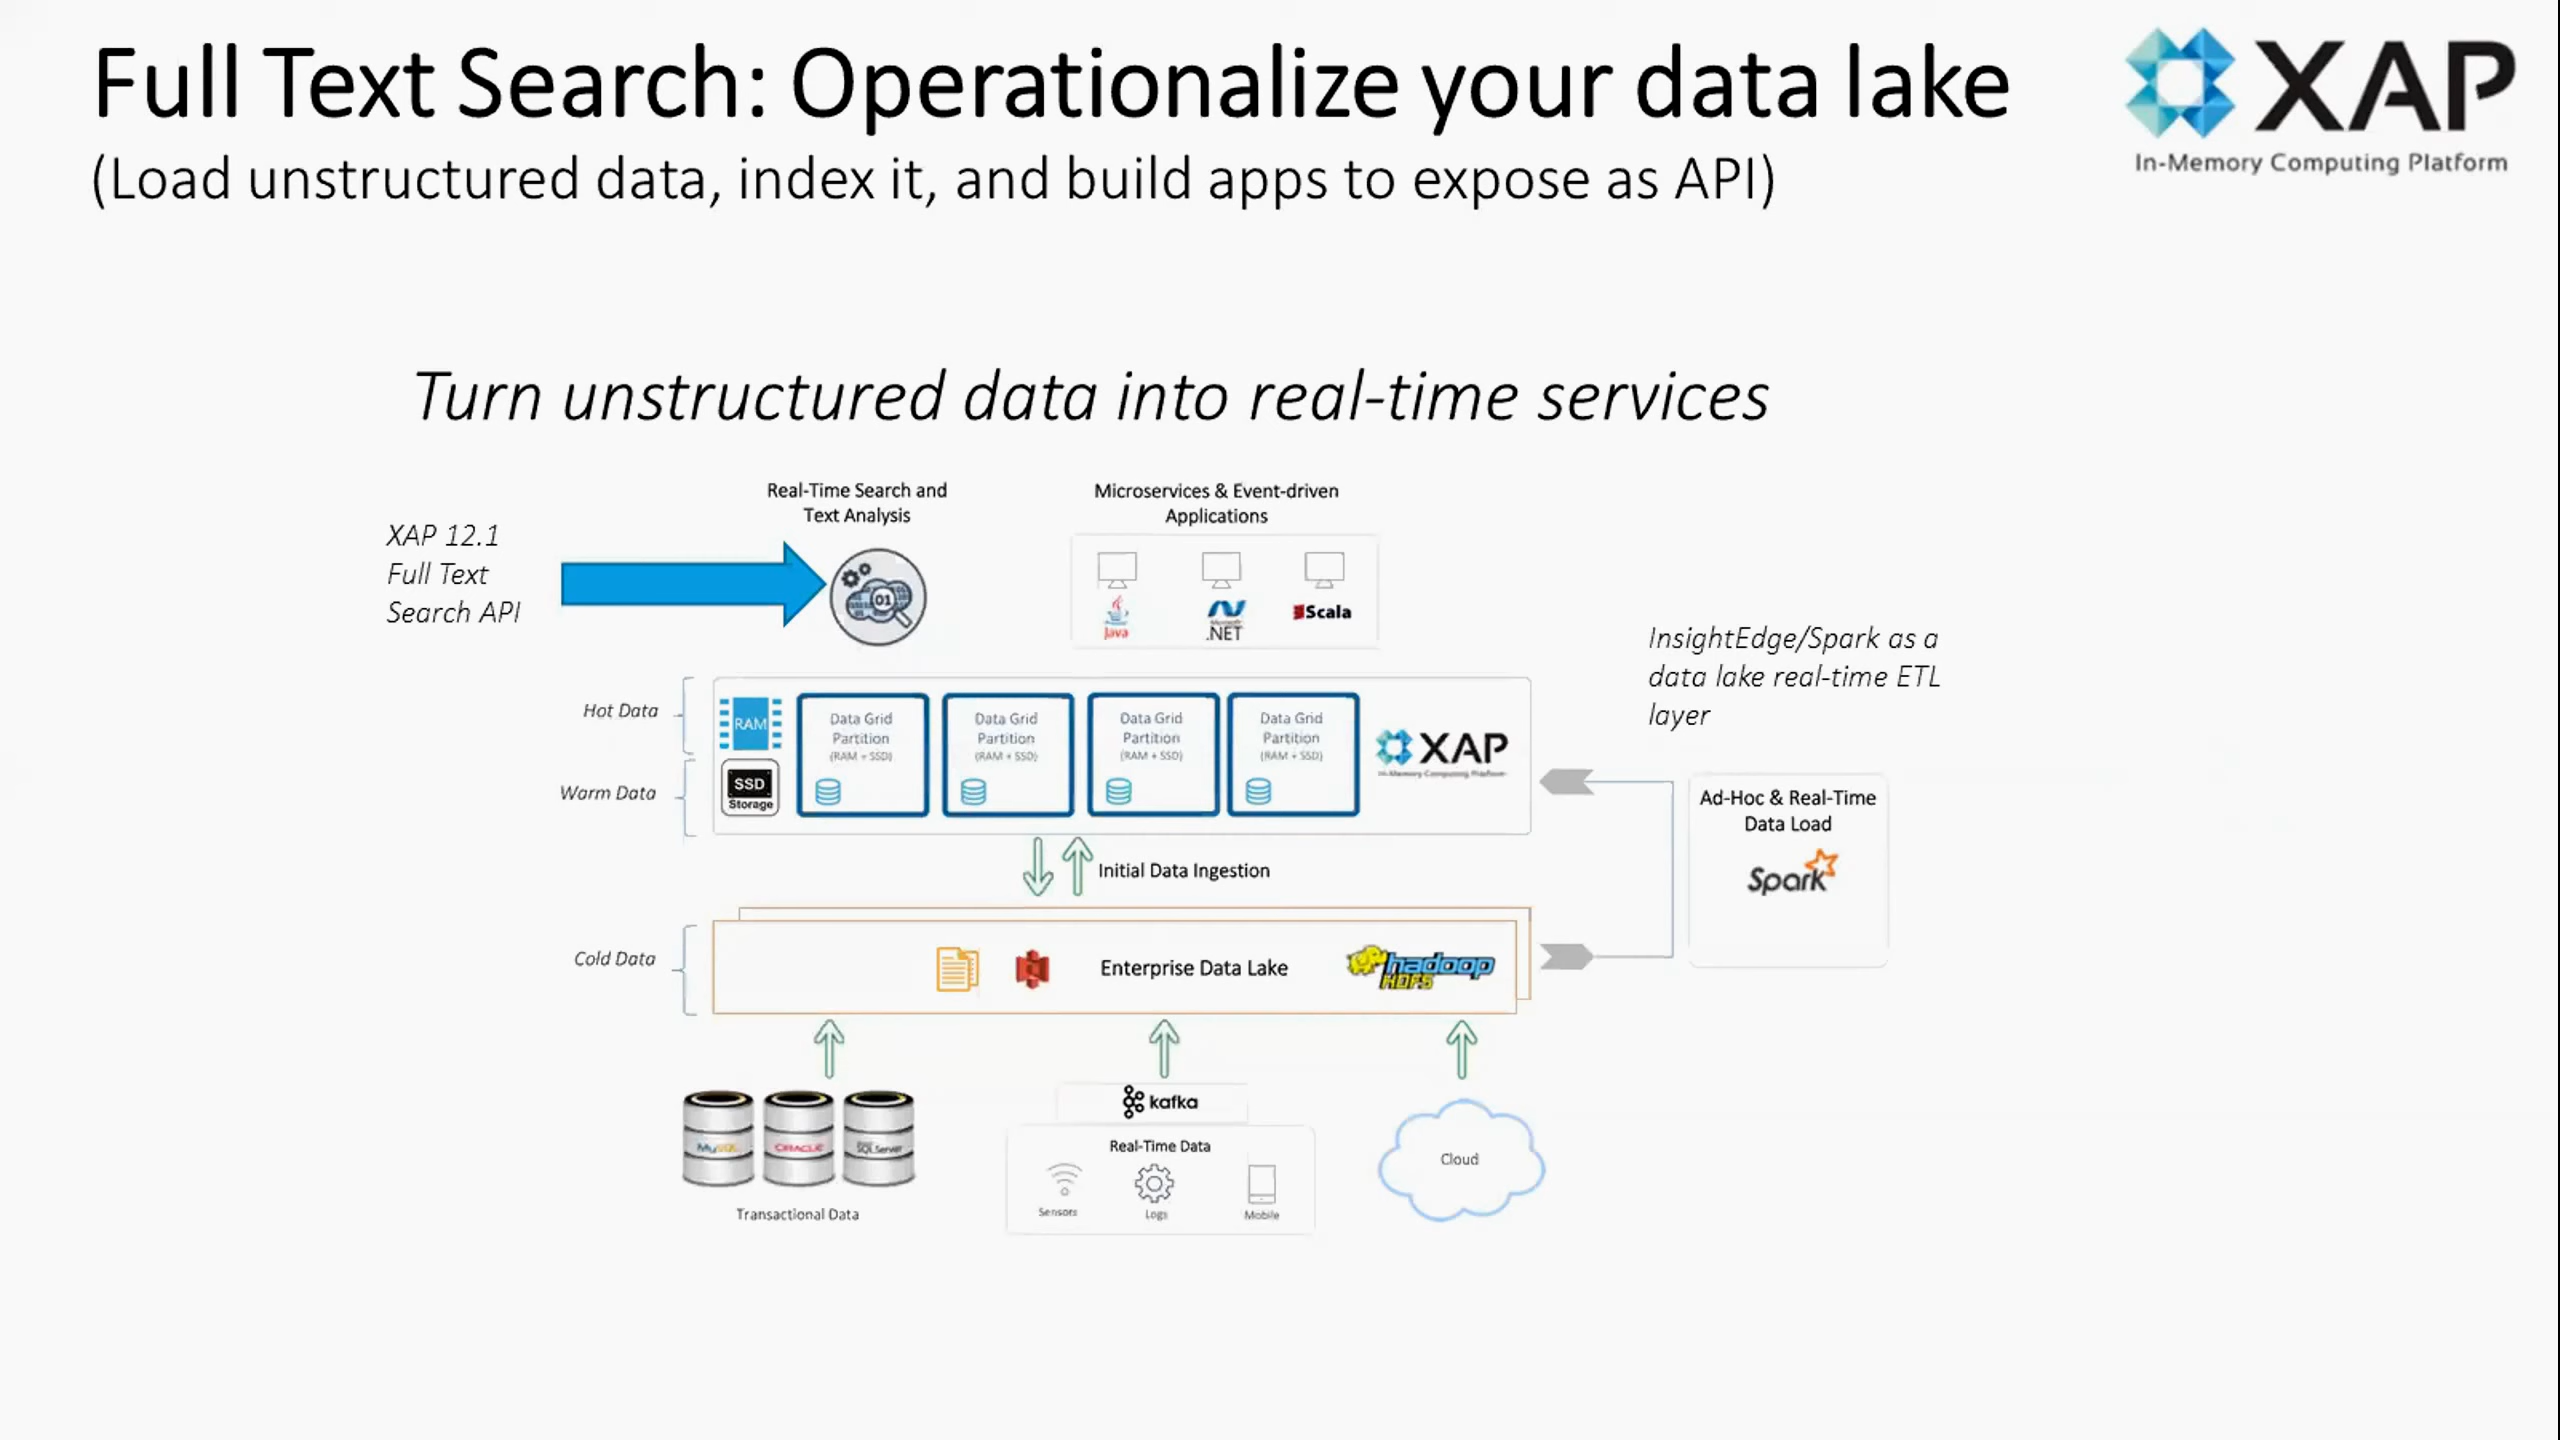 Full Text Search: Operationalize your data lake
(Load unstructured data, index it, and build apps to expose as API)
XAP
In-Memory Computing Platform
Turn unstructured data into real-time services
XAP 12.1
Full Text
Search API
Real-Time Search and
Text Analysis
01
Microservices & Event-driven
Applications
Java
Microsoft
.NET
Scala
InsightEdge/Spark as a
data lake real-time ETL
layer
Hot Data
Warm Data
RAM
SSD
Storage
Data Grid
Partition
(RAM + SSD)
Data Grid
Partition
(RAM + SSD)
Data Grid
Partition
(RAM + SSD)
Data Grid
Partition
(RAM + SSD)
XAP
In-Memory Computing Platform
Ad-Hoc & Real-Time
Data Load
Spark
Initial Data Ingestion
Cold Data
Enterprise Data Lake
hadoop
HDFS
MySQL
ORACLE
SQL Server
Transactional Data
kafka
Real-Time Data
Sensors
Logs
Mobile
Cloud